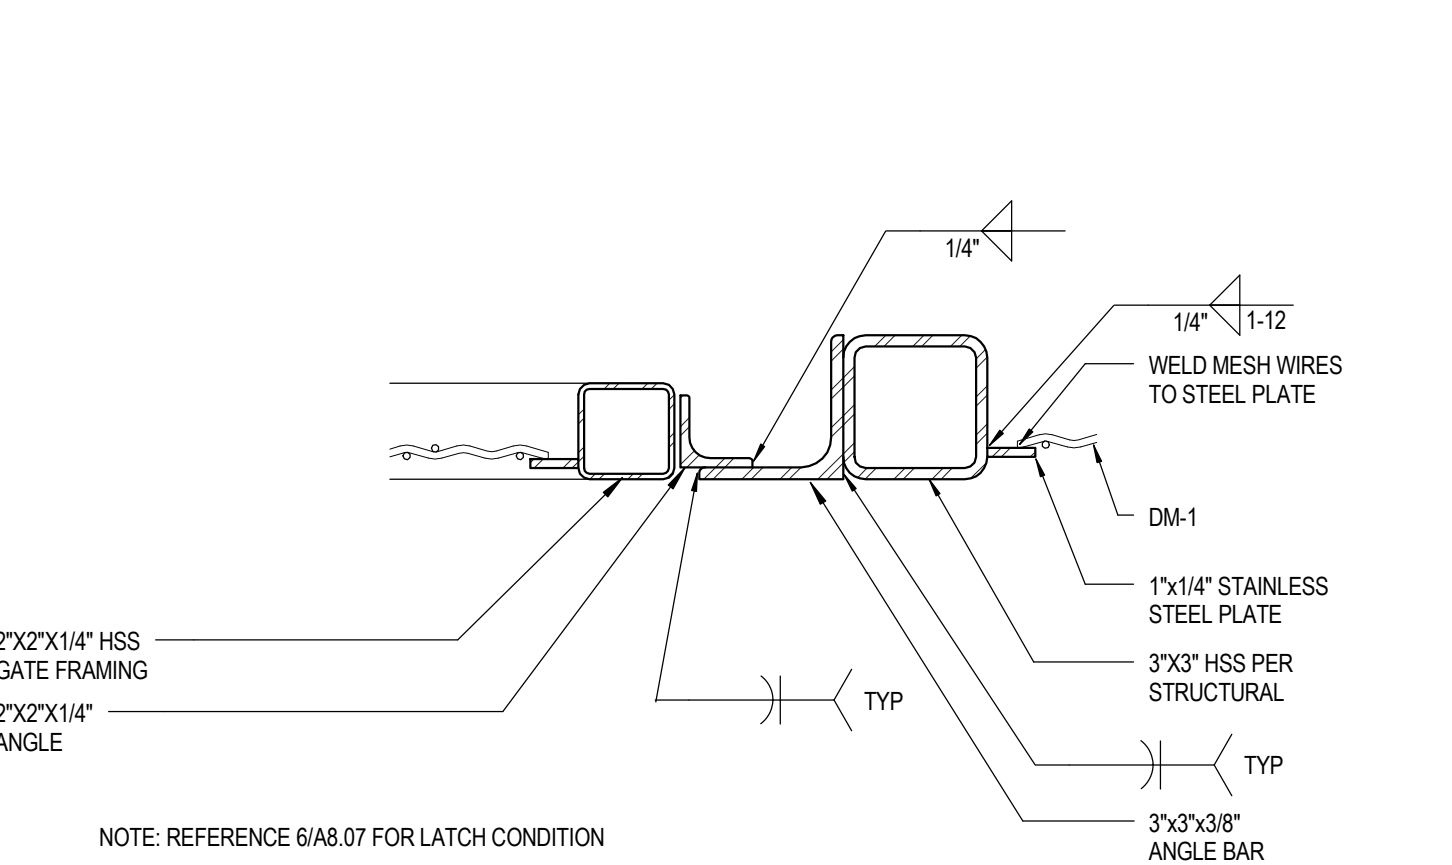 1/4"
1/4"
1-12
WELD MESH WIRES
TO STEEL PLATE
DM-1
1"x1/4" STAINLESS
STEEL PLATE
2"X2"X1/4" HSS
GATE FRAMING
3"X3" HSS PER
STRUCTURAL
2"X2"X1/4"
ANGLE
TYP
TYP
3"x3"x3/8"
ANGLE BAR
NOTE: REFERENCE 6/A8.07 FOR LATCH CONDITION